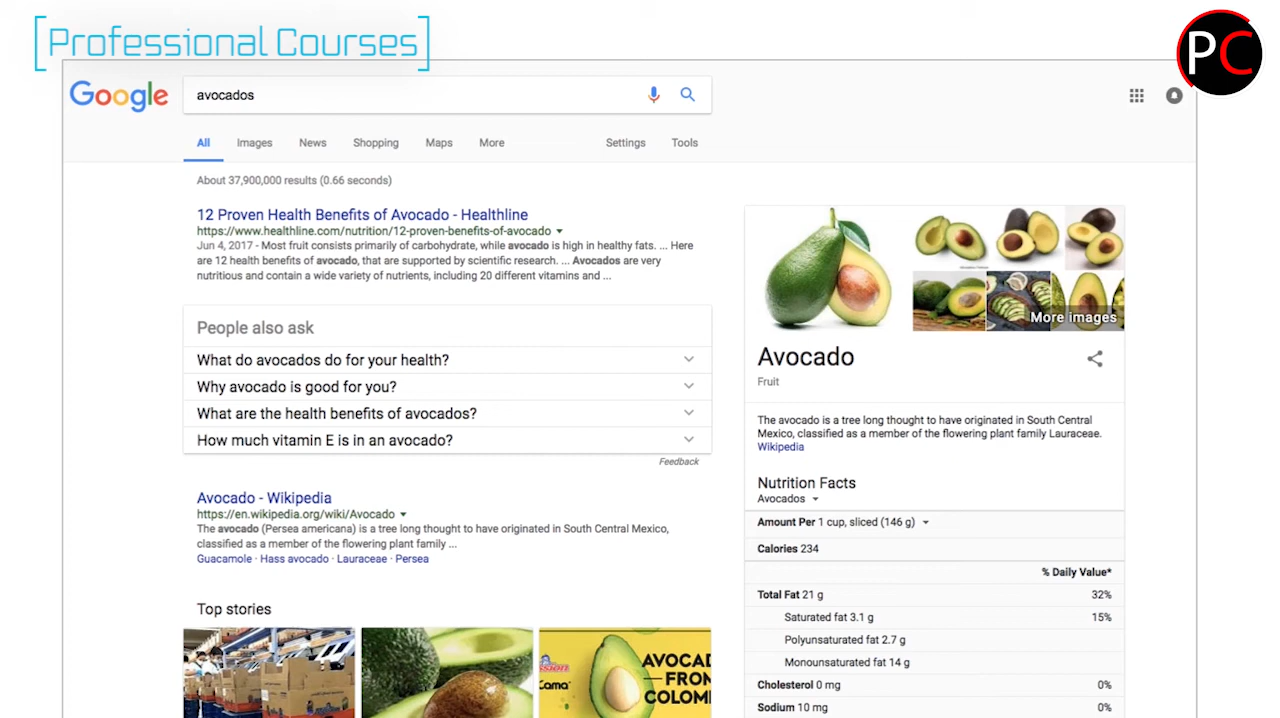 [Professional Courses]
PC
Google
avocados
All Images News Shopping Maps More Settings Tools
About 37,900,000 results (0.66 seconds)
12 Proven Health Benefits of Avocado - Healthline
https://www.healthline.com/nutrition/12-proven-benefits-of-avocado
Jun 4, 2017 - Most fruit consists primarily of carbohydrate, while avocado is high in healthy fats. ... Here
are 12 health benefits of avocado, that are supported by scientific research. ... Avocados are very
nutritious and contain a wide variety of nutrients, including 20 different vitamins and ...
People also ask
What do avocados do for your health?
Why avocado is good for you?
What are the health benefits of avocados?
How much vitamin E is in an avocado?
Feedback
Avocado - Wikipedia
https://en.wikipedia.org/wiki/Avocado
The avocado (Persea americana) is a tree long thought to have originated in South Central Mexico,
classified as a member of the flowering plant family ...
Guacamole · Hass avocado · Lauraceae · Persea
Top stories
AVOCAD
FROM
COLOM
More images
Avocado
Fruit
The avocado is a tree long thought to have originated in South Central
Mexico, classified as a member of the flowering plant family Lauraceae.
Wikipedia
Nutrition Facts
Avocados
Amount Per 1 cup, sliced (146 g)
Calories 234
% Daily Value*
Total Fat 21 g 32%
Saturated fat 3.1 g 15%
Polyunsaturated fat 2.7 g
Monounsaturated fat 14 g
Cholesterol 0 mg 0%
Sodium 10 mg 0%